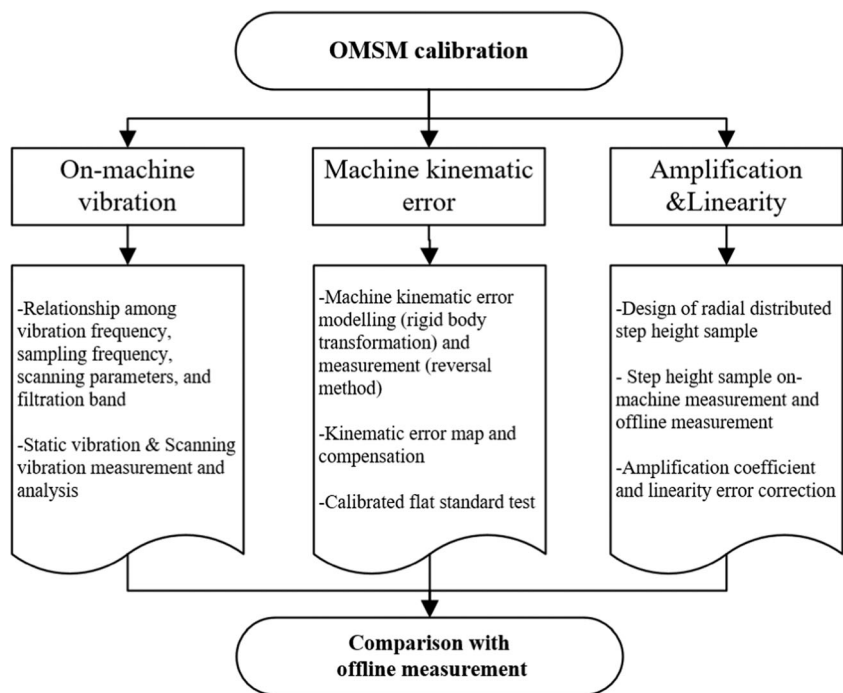 OMSM calibration
On-machine
vibration
Machine kinematic
error
Amplification
&Linearity
-Relationship among
vibration frequency,
sampling frequency,
scanning parameters, and
filtration band
-Static vibration & Scanning
vibration measurement and
analysis
-Machine kinematic error
modelling (rigid body
transformation) and
measurement (reversal
method)
-Kinematic error map and
compensation
-Calibrated flat standard test
-Design of radial distributed
step height sample
- Step height sample on-
machine measurement and
offline measurement
-Amplification coefficient
and linearity error correction
Comparison with
offline measurement